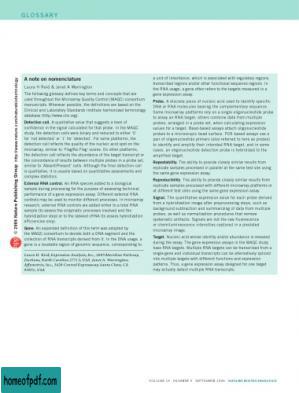 GLOSSARY
© 2006 Nature Publishing Group http://www.nature.com/naturebiotechnology
A note on nomenclature
Laura H Reid & Janet A Warrington
The following glossary defines key terms and concepts that are
used throughout the MicroArray Quality Control (MAQC) consortium
manuscripts. Wherever possible, the definitions are based on the
Clinical and Laboratory Standards Institute harmonized terminology
database (http://www.clsi.org).
Detection call. A qualitative value that suggests a level of
confidence in the signal calculated for that probe. In the MAQC
study, the detection calls were binary and reduced to either '0'
for 'not detected' or '1' for 'detected'. For some platforms, the
detection call reflects the quality of the nucleic acid spot on the
microarray, similar to 'Flag/No Flag' scores. On other platforms,
the detection call reflects the abundance of the target transcript or
the concordance of results between multiple probes in a probe set,
similar to 'Absent/Present' calls. Although the final detection call
is qualitative, it is usually based on quantitative assessments and
complex statistics.
External RNA control. An RNA species added to a biological
sample during processing for the purpose of assessing technical
performance of a gene expression assay. Different external RNA
controls may be used to monitor different processes. In microarray
research, external RNA controls are added either to a total RNA
sample (to assess the enzymatic processes involved) and the
hybridization step) or to the labeled cRNA (to assess hybridization
efficiencies only).
Gene. An expanded definition of this term was adopted by
the MAQC consortium to denote both a DNA segment and the
collection of RNA transcripts derived from it. In the DNA usage, a
gene is a locatable region of genomic sequence, corresponding to
Laura H. Reid, Expression Analysis, Inc.,
Durham, North Carolina 27713, USA. Janet A. Warrington,
Affymetrix, Inc., 3420 Central Expressway, Santa Clara, CA
95051, USA.
a unit of inheritance, which is associated with regulatory regions,
transcribed regions and/or other functional sequence regions. In
the RNA usage, a gene often refers to the targets measured in a
gene expression assay.
Probe. A discrete piece of nucleic acid used to identify specific
DNA or RNA molecules bearing the complementary sequence.
Some microarray platforms rely on a single oligonucleotide probe
to assay an RNA target; others combine data from multiple
probes, arranged in a probe set, when calculating expression
values for a target. Bead-based assays attach oligonucleotide
probes to a microscopic bead surface. PCR based assays use a
pair of oligonucleotide primers (sometimes referred to here as probes)
to identify and amplify their intended RNA target, and in some
cases, an oligonucleotide detection probe is hybridized to the
amplified target.
Repeatability. The ability to provide closely similar results from
replicate samples processed in parallel at the same test site using
the same gene expression assay.
Reproducibility. The ability to provide closely similar results from
replicate samples processed with different microarray platforms or
at different test sites using the same gene expression assay.
Signal. The quantitative expression value for each probe derived
from a hybridization image after preprocessing steps, such as
background subtraction and summarizing of data from multiple
probes, as well as normalization procedures that remove
systematic artifacts. Signals are not the raw fluorescence
or chemiluminescence intensities captured in a pixelated
microarray image.
Target. Nucleic acid whose identity and/or abundance is revealed
during the assay. The gene expression assays in the MAQC study
have RNA targets. Multiple RNA targets can be transcribed from a
single gene and individual transcripts can be alternatively spliced
into multiple targets with different functions and expression
patterns. Thus, a gene expression assay designed for one target
may actually detect multiple RNA transcripts.
homeofpdf.com
VOLUME 24 NUMBER 9 SEPTEMBER 2006 NATURE BIOTECHNOLOGY